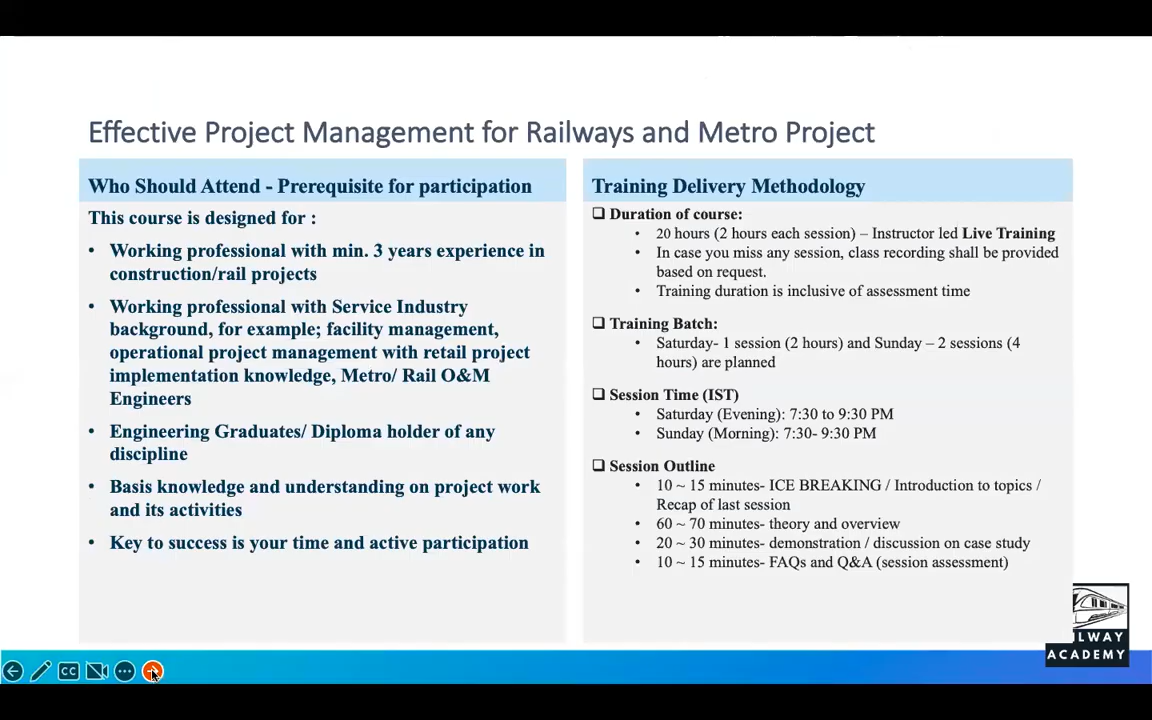 Effective Project Management for Railways and Metro Project
Who Should Attend - Prerequisite for participation
This course is designed for :
• Working professional with min. 3 years experience in
construction/rail projects
• Working professional with Service Industry
background, for example; facility management,
operational project management with retail project
implementation knowledge, Metro/ Rail O&M
Engineers
• Engineering Graduates/ Diploma holder of any
discipline
• Basis knowledge and understanding on project work
and its activities
• Key to success is your time and active participation
Training Delivery Methodology
❑ Duration of course:
• 20 hours (2 hours each session) – Instructor led Live Training
• In case you miss any session, class recording shall be provided
based on request.
• Training duration is inclusive of assessment time
❑ Training Batch:
• Saturday- 1 session (2 hours) and Sunday – 2 sessions (4
hours) are planned
❑ Session Time (IST)
• Saturday (Evening): 7:30 to 9:30 PM
• Sunday (Morning): 7:30- 9:30 PM
❑ Session Outline
• 10 ~ 15 minutes- ICE BREAKING / Introduction to topics /
Recap of last session
• 60 ~ 70 minutes- theory and overview
• 20 ~ 30 minutes- demonstration / discussion on case study
• 10 ~ 15 minutes- FAQs and Q&A (session assessment)
ILWAY
ACADEMY
CC